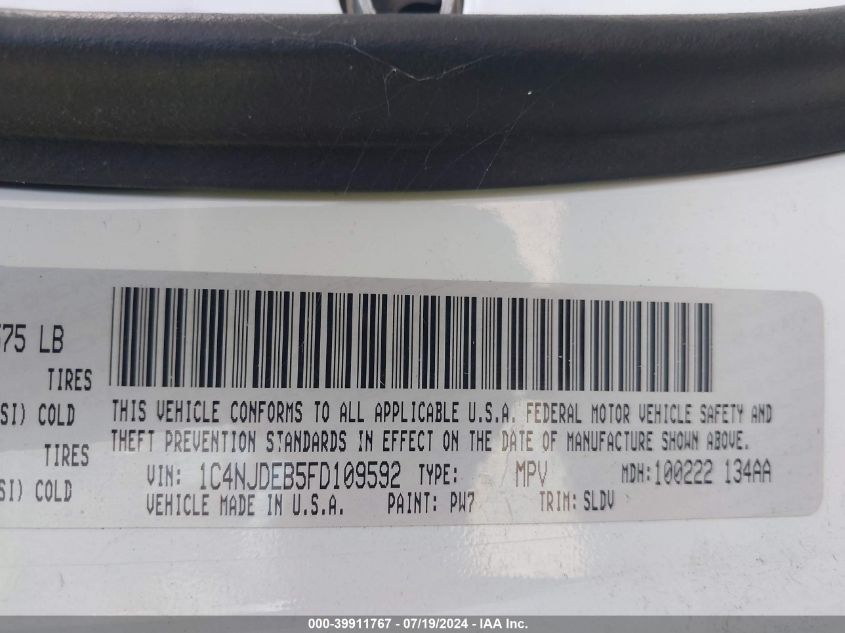 575 LB
TIRES
SI) COLD
TIRES
SI) COLD
THIS VEHICLE CONFORMS TO ALL APPLICABLE U.S.A. FEDERAL MOTOR VEHICLE SAFETY AND
THEFT PREVENTION STANDARDS IN EFFECT ON THE DATE OF MANUFACTURE SHOWN ABOVE.
VIN: 1C4NJDEB5FD109592 TYPE: MPV MDH:100222 134AA
VEHICLE MADE IN U.S.A. PAINT: PW7 TRIM: SLDV
000-39911767 - 07/19/2024 - IAA Inc.